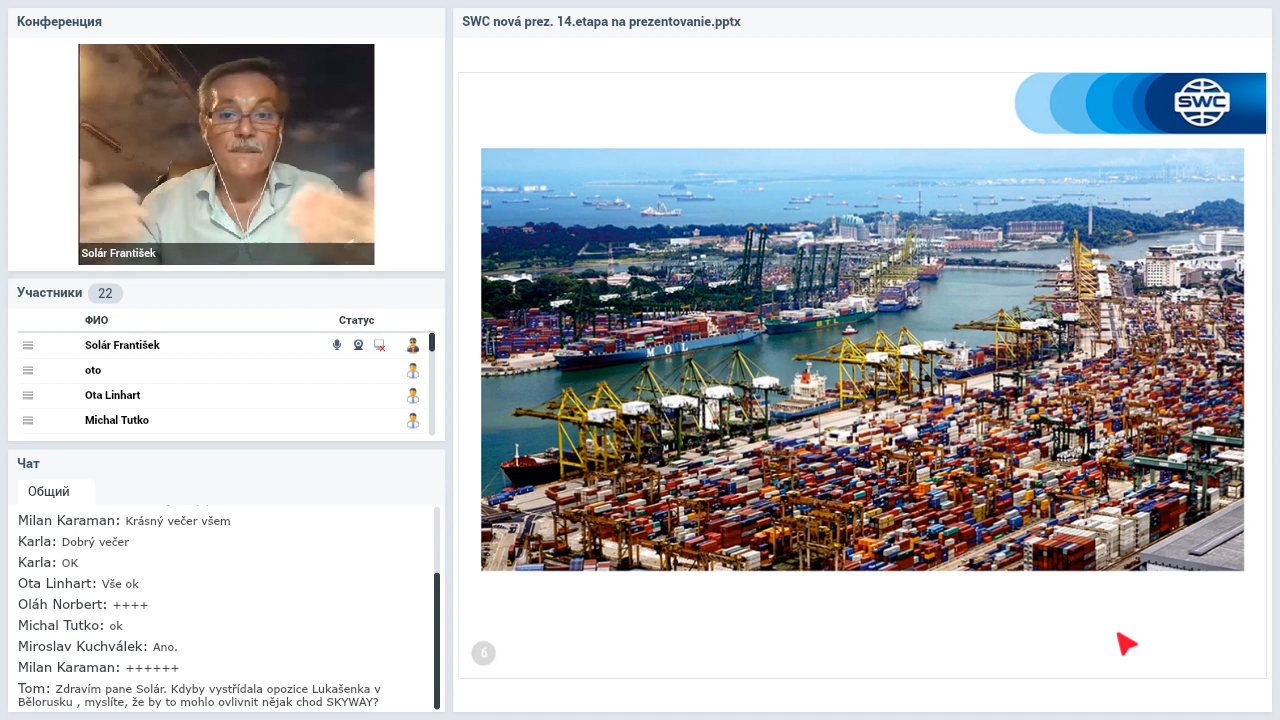 Конференция
Solár František
Участники 22
ФИО Статус
Solár František
oto
Ota Linhart
Michal Tutko
Чат
Общий
Milan Karaman: Krásný večer všem
Karla: Dobrý večer
Karla: OK
Ota Linhart: Vše ok
Oláh Norbert: ++++
Michal Tutko: ok
Miroslav Kuchválek: Ano.
Milan Karaman: ++++++
Tom: Zdravím pane Solár. Kdyby vystřídala opozice Lukašenka v
Bělorusku , myslíte, že by to mohlo ovlivnit nějak chod SKYWAY?
SWC nová prez. 14.etapa na prezentovanie.pptx
SWC
MOL
6